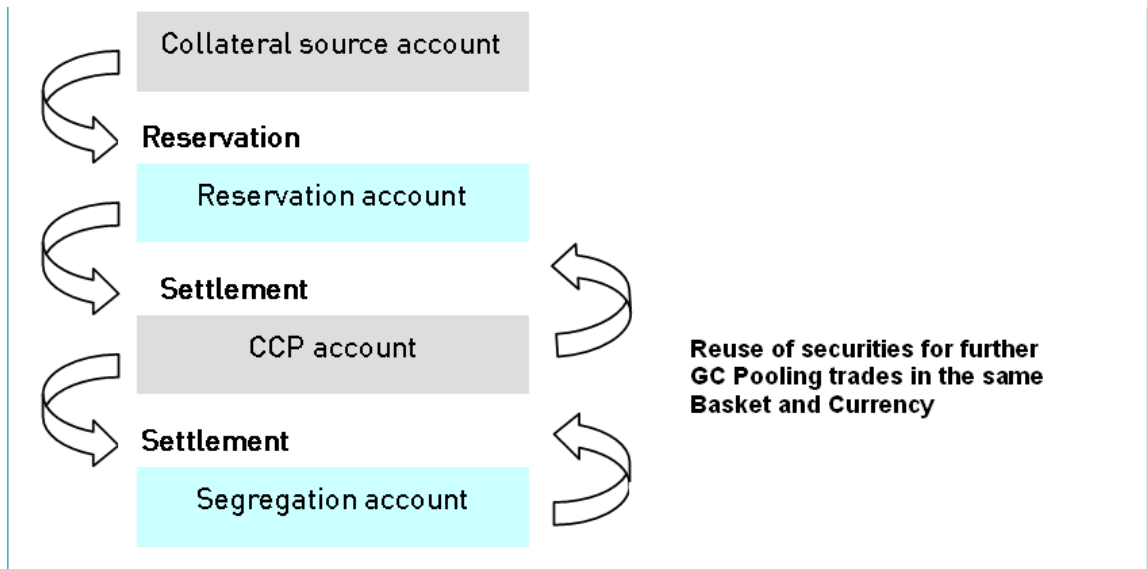 Collateral source account
Reservation
Reservation account
Settlement
CCP account
Reuse of securities for further
GC Pooling trades in the same
Basket and Currency
Settlement
Segregation account